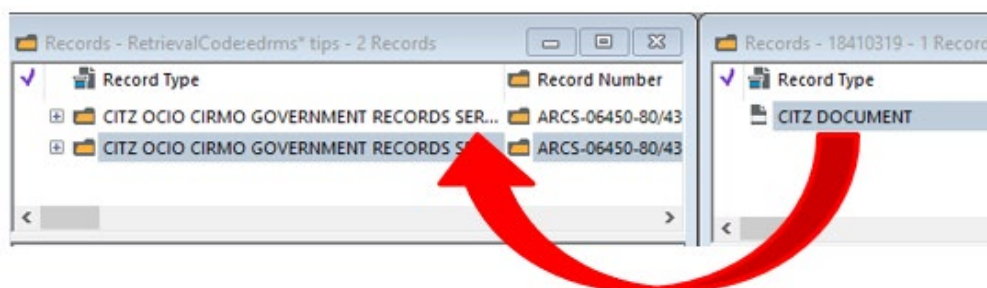 Records - RetrievalCode:edrms* tips - 2 Records
Record Type Record Number
CITZ OCIO CIRMO GOVERNMENT RECORDS SER... ARCS-06450-80/43
CITZ OCIO CIRMO GOVERNMENT RECORDS ARCS-06450-80/43
Records - 18410319 - 1 Record
Record Type
CITZ DOCUMENT